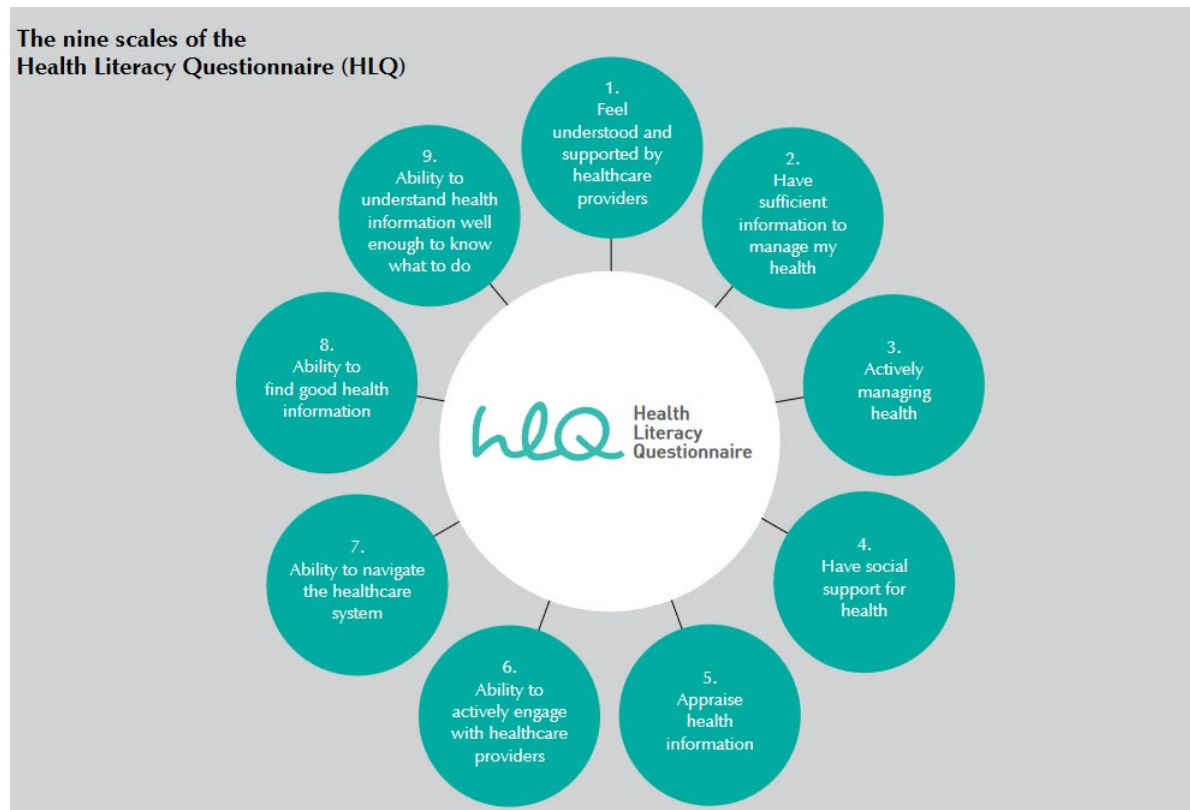 The nine scales of the
Health Literacy Questionnaire (HLQ)
1.
Feel
understood and
supported by
healthcare
providers
2.
Have
sufficient
information to
manage my
health
3.
Actively
managing
health
4.
Have social
support for
health
5.
Appraise
health
information
6.
Ability to
actively engage
with healthcare
providers
7.
Ability to navigate
the healthcare
system
8.
Ability to
find good health
information
9.
Ability to
understand health
information well
enough to know
what to do
hlQ
Health
Literacy
Questionnaire